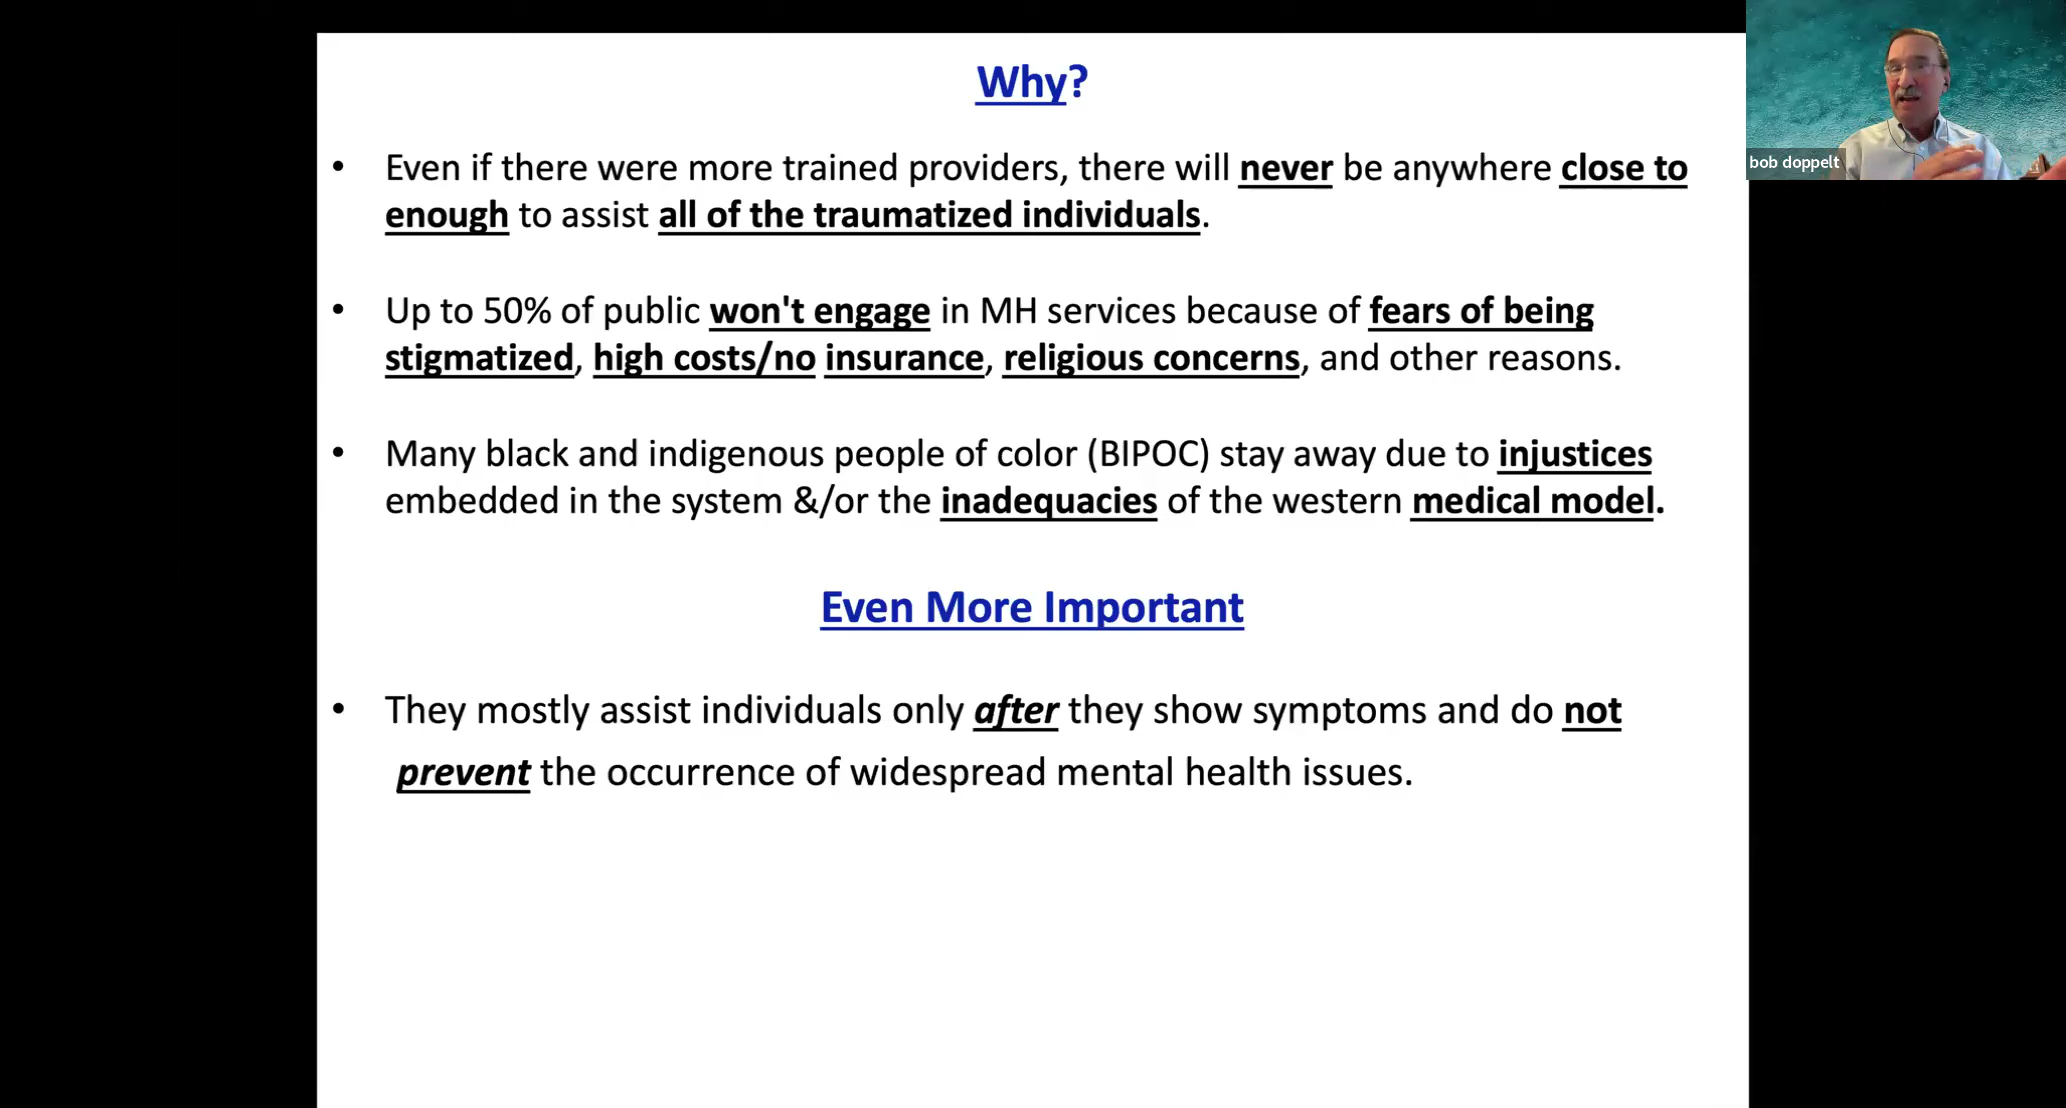 Why?
• Even if there were more trained providers, there will never be anywhere close to
enough to assist all of the traumatized individuals.
• Up to 50% of public won't engage in MH services because of fears of being
stigmatized, high costs/no insurance, religious concerns, and other reasons.
• Many black and indigenous people of color (BIPOC) stay away due to injustices
embedded in the system &/or the inadequacies of the western medical model.
Even More Important
• They mostly assist individuals only after they show symptoms and do not
prevent the occurrence of widespread mental health issues.
bob doppelt